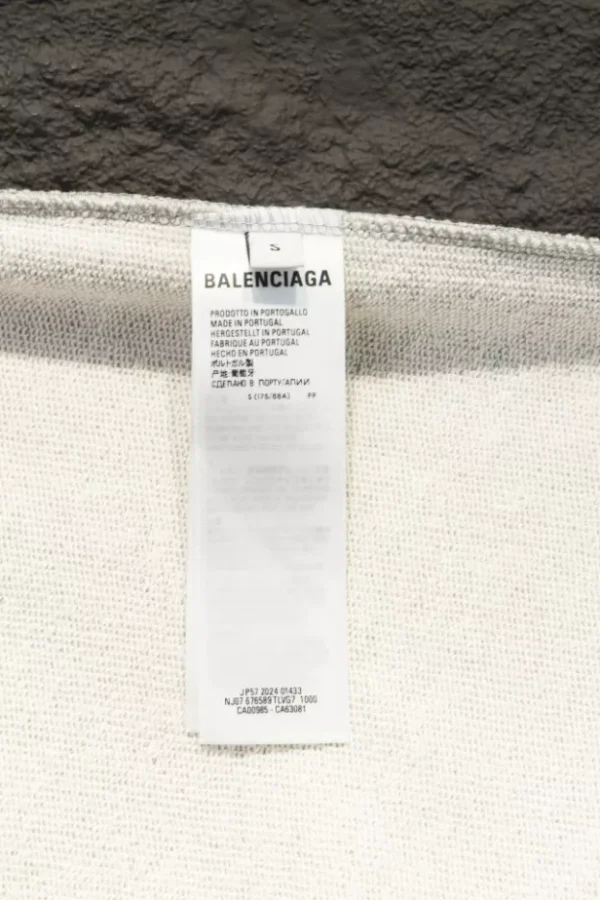 S
BALENCIAGA
PRODOTTO IN PORTOGALLO
MADE IN PORTUGAL
HERGESTELLT IN PORTUGAL
FABRIQUE AU PORTUGAL
HECHO EN PORTUGAL
ポルトガル製
产地:葡萄牙
СДЕЛАНО В ПОРТУГАЛИИ
S (175/88A) PP
JP57 2024 01433
NJ07 676589 TLVG7 1000
CA00985 - CA63081